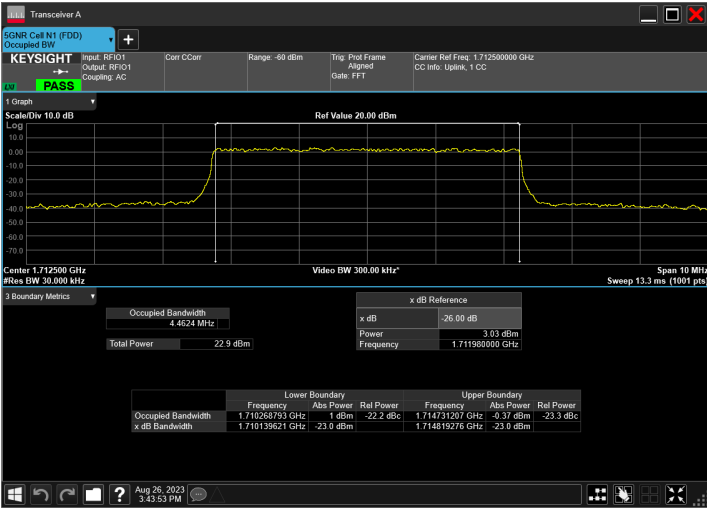 Transceiver A
5GNR Cell N1 (FDD)
Occupied BW
KEYSIGHT
LXI
PASS
Input: RFIO1
Output: RFIO1
Coupling: AC
Corr CCorr
Range: -60 dBm
Trig: Prot Frame
Aligned
Gate: FFT
Carrier Ref Freq: 1.712500000 GHz
CC Info: Uplink, 1 CC
1 Graph
Scale/Div 10.0 dB
Ref Value 20.00 dBm
Log
10.0
0.00
-10.0
-20.0
-30.0
-40.0
-50.0
-60.0
-70.0
Center 1.712500 GHz
Video BW 300.00 kHz*
Span 10 MHz
#Res BW 30.000 kHz
Sweep 13.3 ms (1001 pts)
3 Boundary Metrics
Occupied Bandwidth
4.4624 MHz
Total Power 22.9 dBm
x dB Reference
x dB -26.00 dB
Power 3.03 dBm
Frequency 1.711980000 GHz
Lower Boundary Upper Boundary
Frequency Abs Power Rel Power Frequency Abs Power Rel Power
Occupied Bandwidth 1.710268793 GHz 1 dBm -22.2 dBc 1.714731207 GHz -0.37 dBm -23.3 dBc
x dB Bandwidth 1.710139621 GHz -23.0 dBm 1.714819276 GHz -23.0 dBm
?
Aug 26, 2023
3:43:53 PM